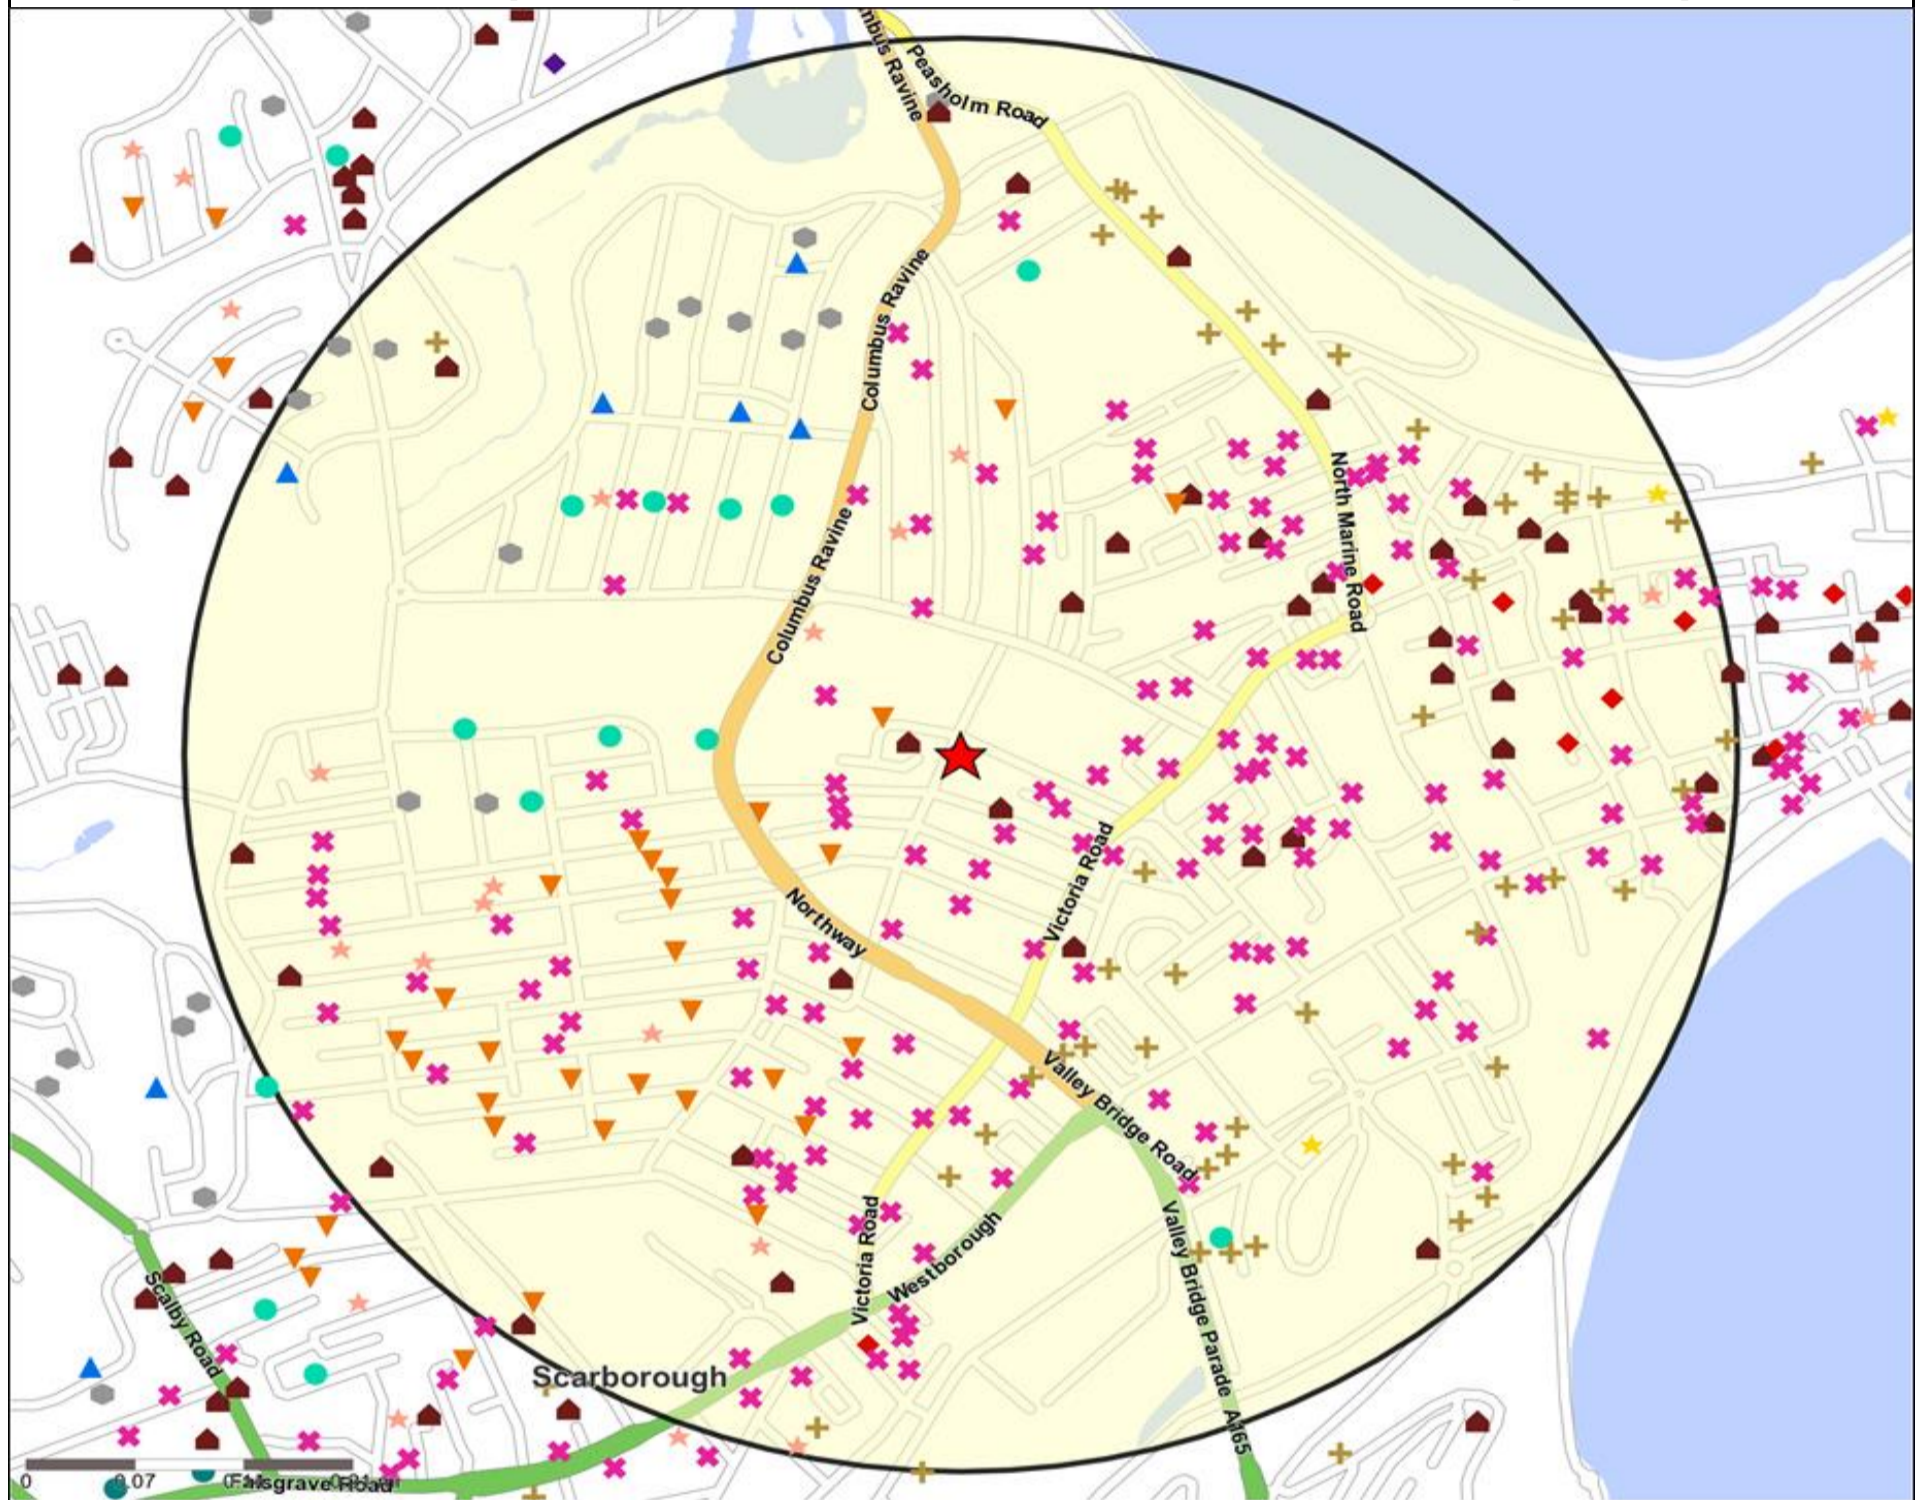 Peasholm Road
Columbus Ravine
Columbus Ravine
North Marine Road
Columbus Ravine
Victoria Road
Northway
Valley Bridge Road
Victoria Road
Westborough
Valley Bridge Parade A165
Scalby Road
Scarborough
0 0.07
Falsgrave Road